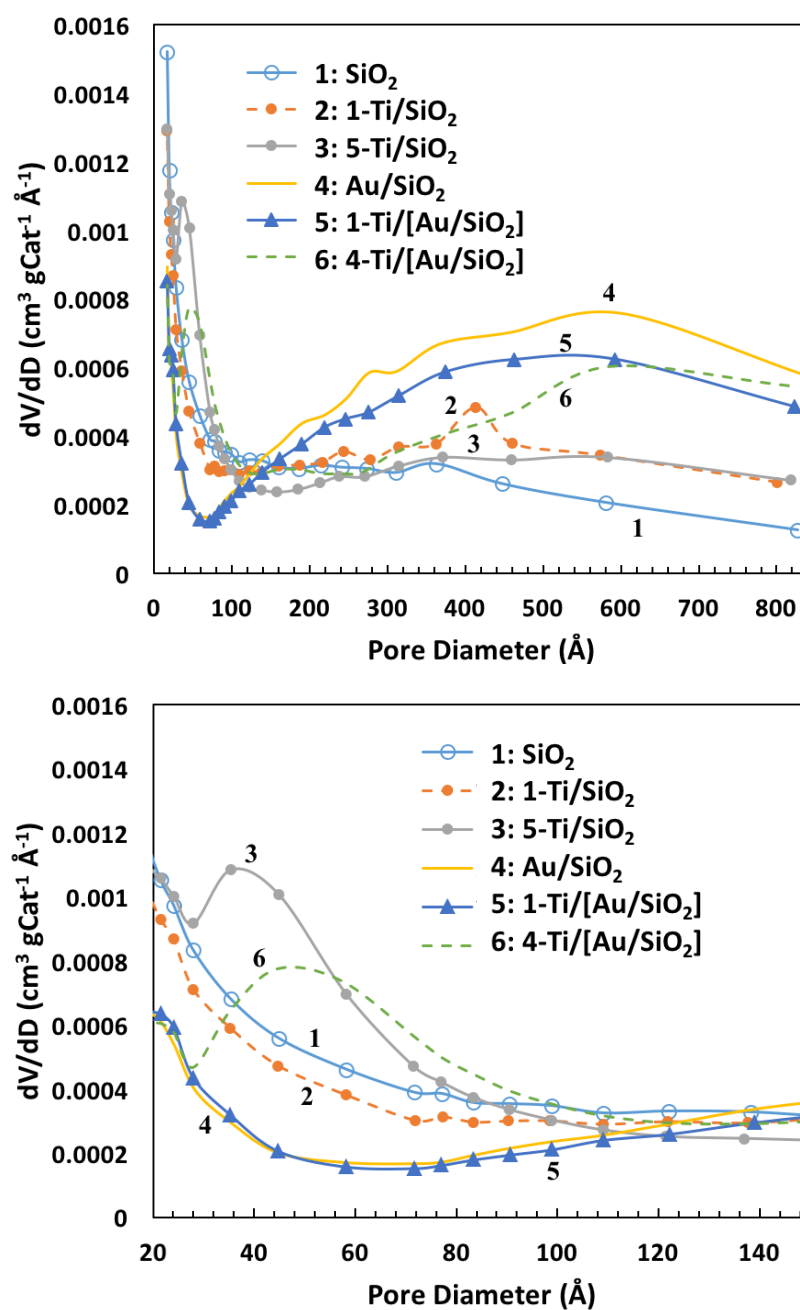 0.0016
0.0014
0.0012
0.001
0.0008
0.0006
0.0004
0.0002
0
dV/dD (cm³ gCat⁻¹ Å⁻¹)
1: SiO₂
2: 1-Ti/SiO₂
3: 5-Ti/SiO₂
4: Au/SiO₂
5: 1-Ti/[Au/SiO₂]
6: 4-Ti/[Au/SiO₂]
4
5
2
6
3
1
0 100 200 300 400 500 600 700 800
Pore Diameter (Å)
0.0016
0.0014
0.0012
0.001
0.0008
0.0006
0.0004
0.0002
0
dV/dD (cm³ gCat⁻¹ Å⁻¹)
1: SiO₂
2: 1-Ti/SiO₂
3: 5-Ti/SiO₂
4: Au/SiO₂
5: 1-Ti/[Au/SiO₂]
6: 4-Ti/[Au/SiO₂]
3
6
1
2
4
5
20 40 60 80 100 120 140
Pore Diameter (Å)